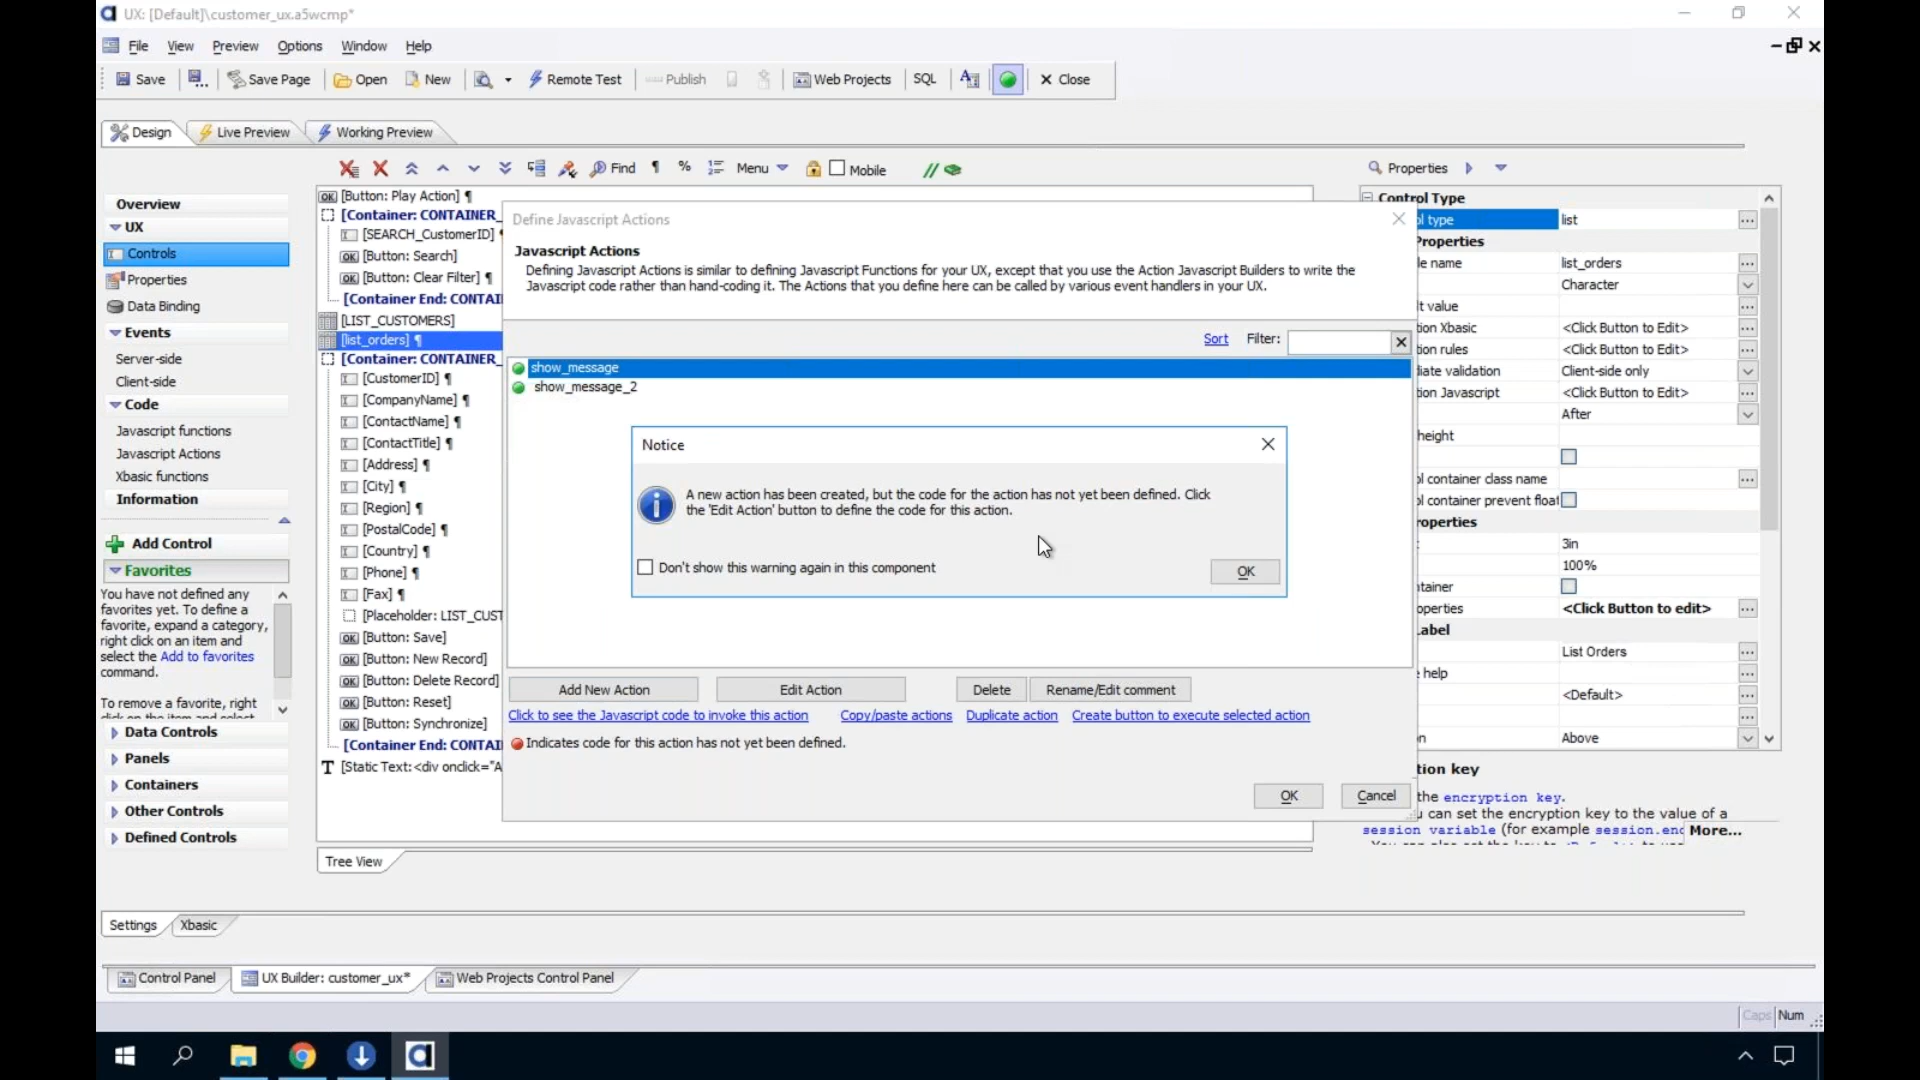 UX: [Default]\customer_ux.a5wcmp*
File View Preview Options Window Help
Save Save Page Open New Remote Test Publish Web Projects SQL Close
Design Live Preview Working Preview
Find ¶ % Menu Mobile //
Properties
Overview
UX
Controls
Properties
Data Binding
Events
Server-side
Client-side
Code
Javascript functions
Javascript Actions
Xbasic functions
Information
Add Control
Favorites
You have not defined any
favorites yet. To define a
favorite, expand a category,
right click on an item and
select the Add to favorites
command.
To remove a favorite, right
Data Controls
Panels
Containers
Other Controls
Defined Controls
OK [Button: Play Action] ¶
[Container: CONTAINER_
[SEARCH_CustomerID]
OK [Button: Search]
OK [Button: Clear Filter] ¶
[Container End: CONTAI
[LIST_CUSTOMERS]
[list_orders] ¶
[Container: CONTAINER_
[CustomerID] ¶
[CompanyName] ¶
[ContactName] ¶
[ContactTitle] ¶
[Address] ¶
[City] ¶
[Region] ¶
[PostalCode] ¶
[Country] ¶
[Phone] ¶
[Fax] ¶
[Placeholder: LIST_CUST
OK [Button: Save]
OK [Button: New Record]
OK [Button: Delete Record]
OK [Button: Reset]
OK [Button: Synchronize]
[Container End: CONTAI
T [Static Text:<div onclick="A
Tree View
Define Javascript Actions
Javascript Actions
Defining Javascript Actions is similar to defining Javascript Functions for your UX, except that you use the Action Javascript Builders to write the
Javascript code rather than hand-coding it. The Actions that you define here can be called by various event handlers in your UX.
Sort Filter:
show_message
show_message_2
Notice
A new action has been created, but the code for the action has not yet been defined. Click
the 'Edit Action' button to define the code for this action.
Don't show this warning again in this component
OK
Add New Action Edit Action Delete Rename/Edit comment
Click to see the Javascript code to invoke this action Copy/paste actions Duplicate action Create button to execute selected action
Indicates code for this action has not yet been defined.
OK Cancel
Control Type
ol type list
Properties
le name list_orders
Character
lt value
tion Xbasic <Click Button to Edit>
tion rules <Click Button to Edit>
diate validation Client-side only
tion Javascript <Click Button to Edit>
After
height
ol container class name
ol container prevent float
roperties
3in
100%
tainer
operties <Click Button to edit>
Label
List Orders
e help
<Default>
n Above
tion key
the encryption key.
u can set the encryption key to the value of a
session variable (for example session.enc More...
Settings Xbasic
Control Panel UX Builder: customer_ux* Web Projects Control Panel
Caps Num